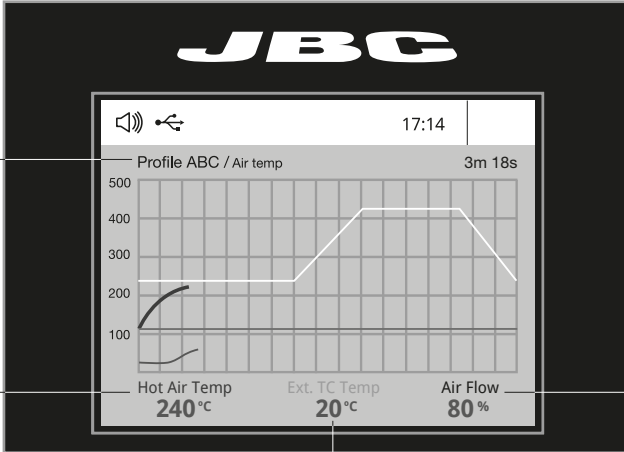 JBC
17:14
Profile ABC / Air temp 3m 18s
500
400
300
200
100
Hot Air Temp Ext. TC Temp Air Flow
240 °C 20 °C 80 %